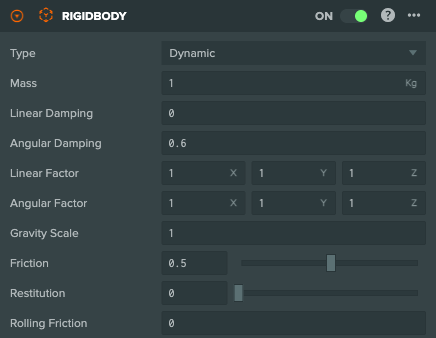 RIGIDBODY ON ? •••
Type Dynamic
Mass 1 Kg
Linear Damping 0
Angular Damping 0.6
Linear Factor 1 X 1 Y 1 Z
Angular Factor 1 X 1 Y 1 Z
Gravity Scale 1
Friction 0.5
Restitution 0
Rolling Friction 0